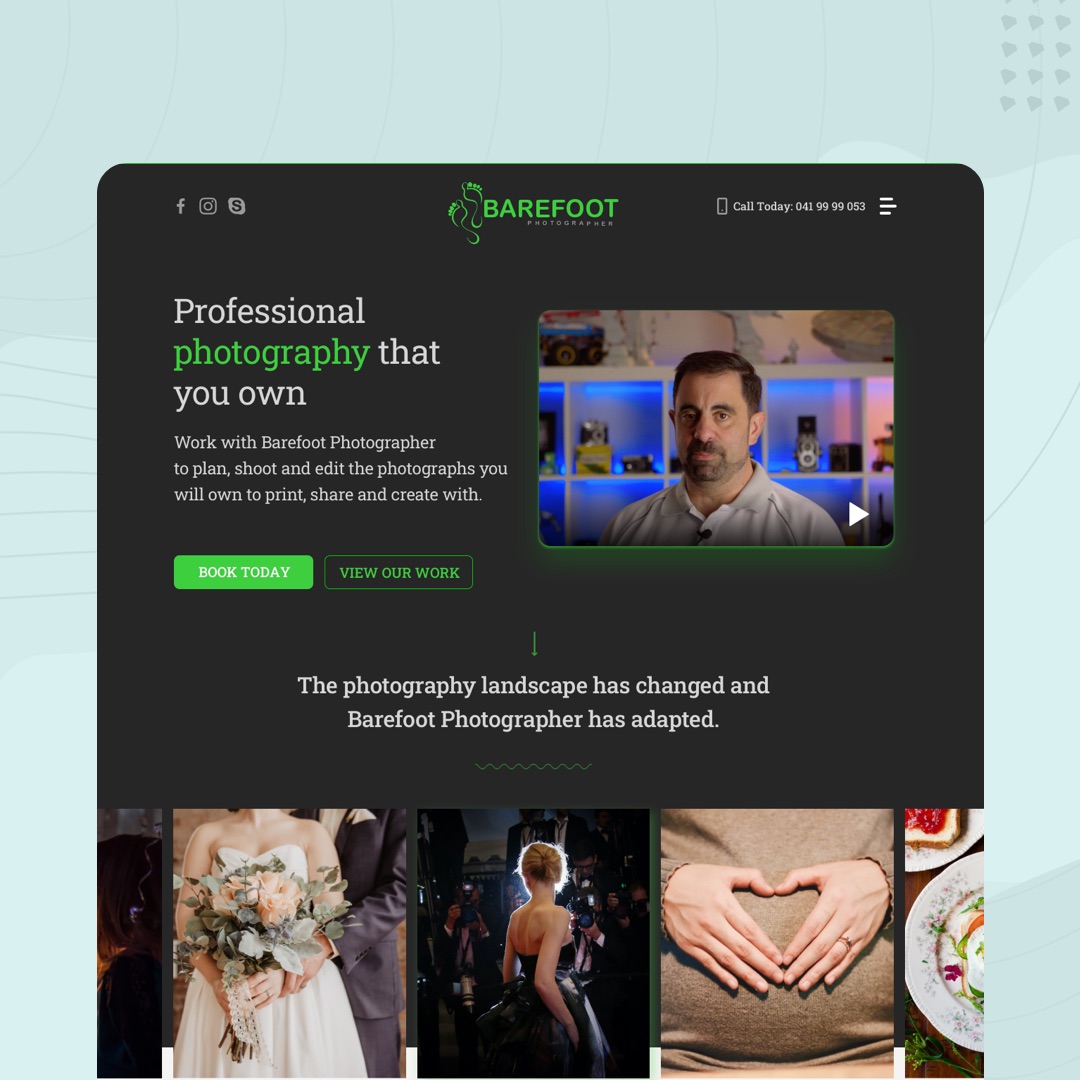 BAREFOOT
PHOTOGRAPHER
Call Today: 041 99 99 053
Professional
photography that
you own
Work with Barefoot Photographer
to plan, shoot and edit the photographs you
will own to print, share and create with.
BOOK TODAY
VIEW OUR WORK
The photography landscape has changed and
Barefoot Photographer has adapted.